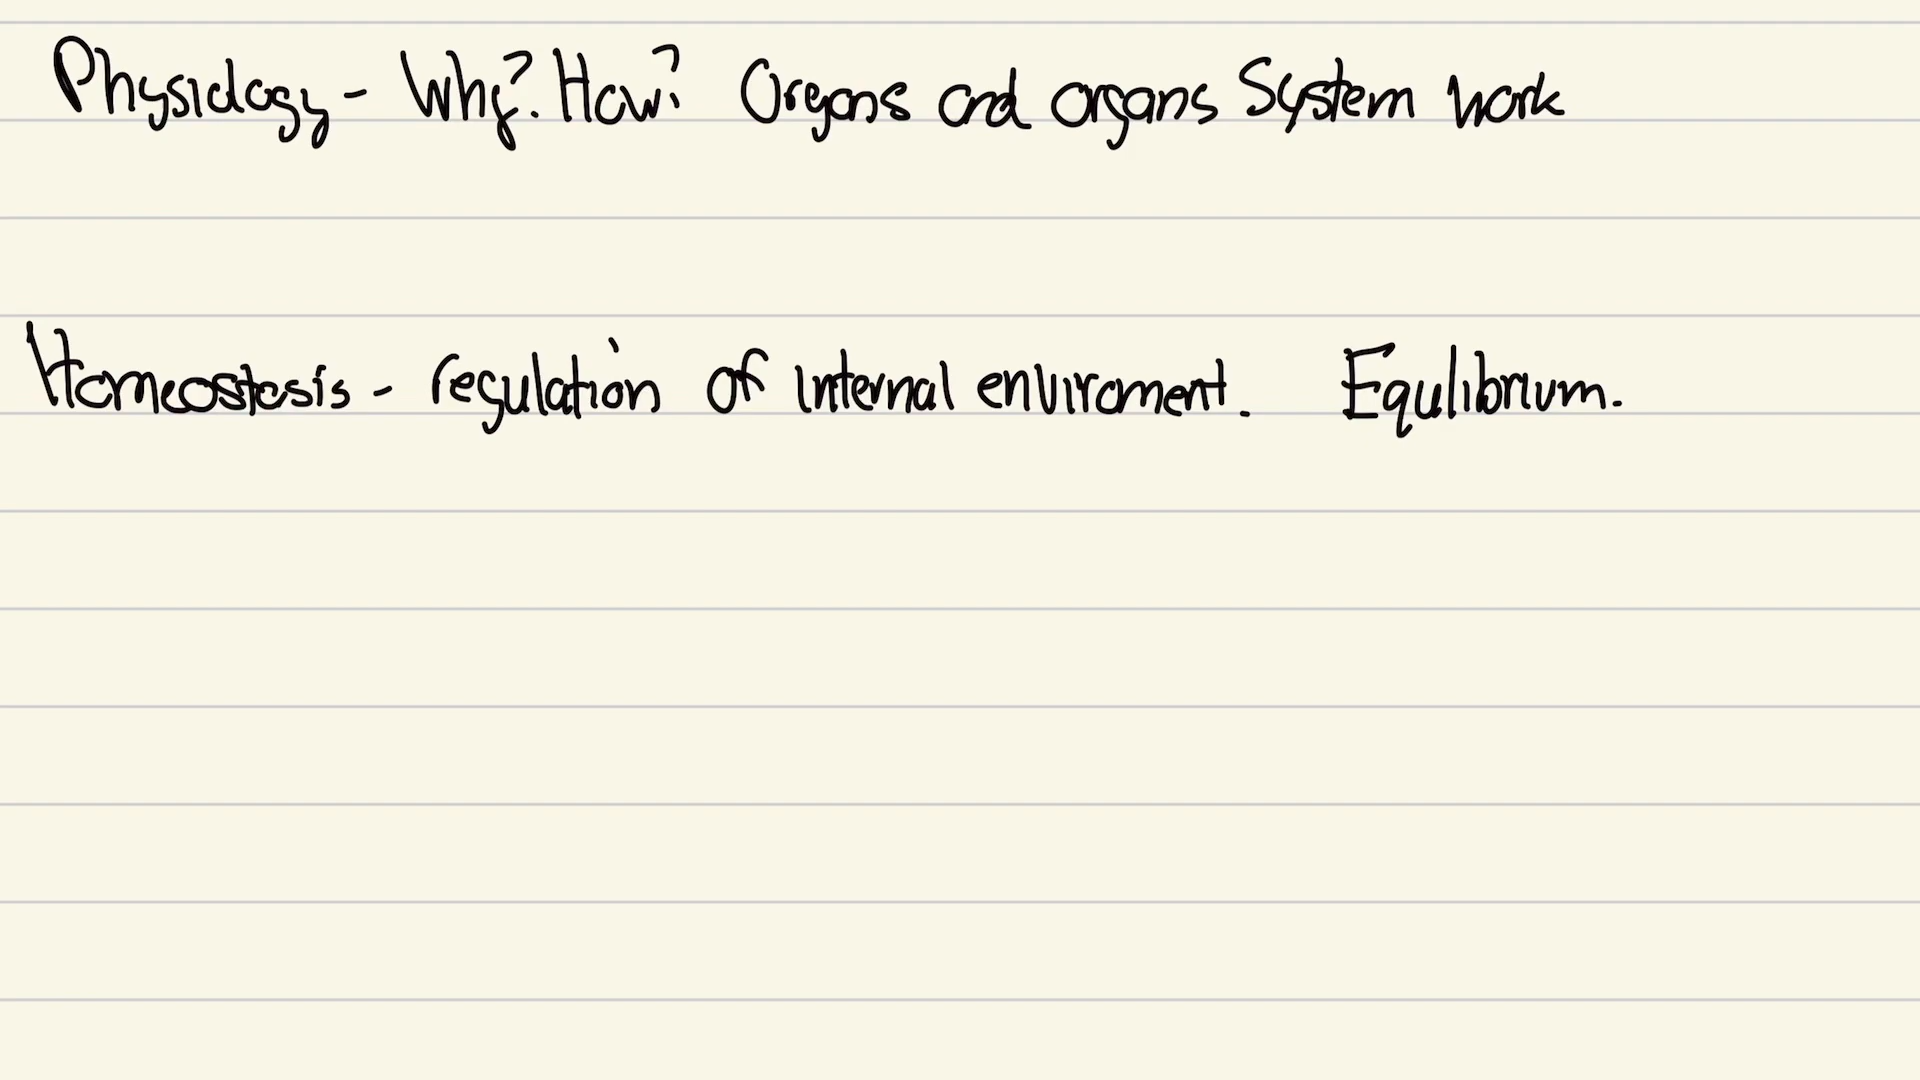 Physiology - Why? How? Organs and organs System work
Homeostasis - regulation of internal enviroment. Equlibrium.